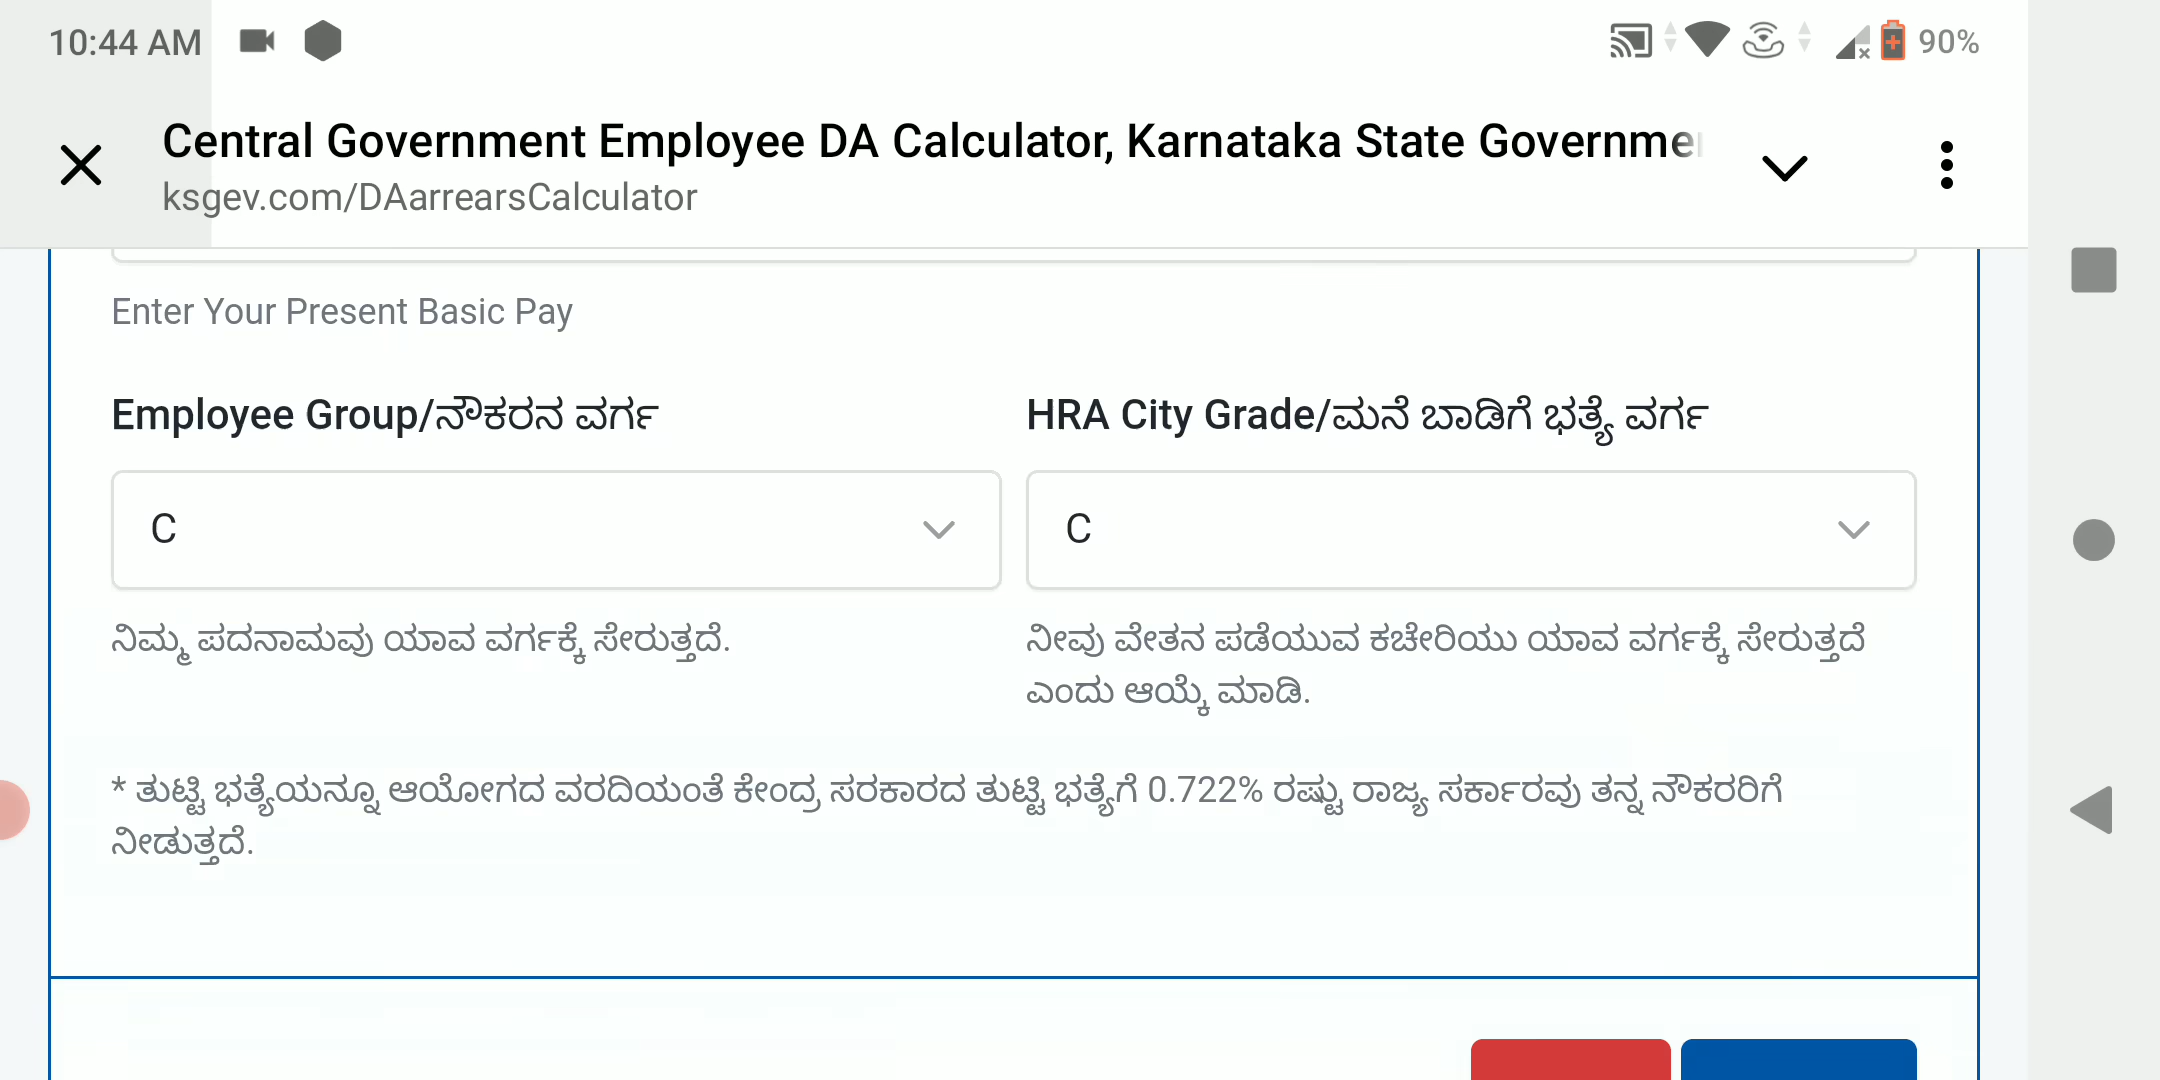 10:44 AM
90%
Central Government Employee DA Calculator, Karnataka State Governme
ksgev.com/DAarrearsCalculator
Enter Your Present Basic Pay
Employee Group/ನೌಕರನ ವರ್ಗ
HRA City Grade/ಮನೆ ಬಾಡಿಗೆ ಭತ್ಯೆ ವರ್ಗ
C
C
ನಿಮ್ಮ ಪದನಾಮವು ಯಾವ ವರ್ಗಕ್ಕೆ ಸೇರುತ್ತದೆ.
ನೀವು ವೇತನ ಪಡೆಯುವ ಕಚೇರಿಯು ಯಾವ ವರ್ಗಕ್ಕೆ ಸೇರುತ್ತದೆ
ಎಂದು ಆಯ್ಕೆ ಮಾಡಿ.
* ತುಟ್ಟಿ ಭತ್ಯೆಯನ್ನೂ ಆಯೋಗದ ವರದಿಯಂತೆ ಕೇಂದ್ರ ಸರಕಾರದ ತುಟ್ಟಿ ಭತ್ಯೆಗೆ 0.722% ರಷ್ಟು ರಾಜ್ಯ ಸರ್ಕಾರವು ತನ್ನ ನೌಕರರಿಗೆ
ನೀಡುತ್ತದೆ.